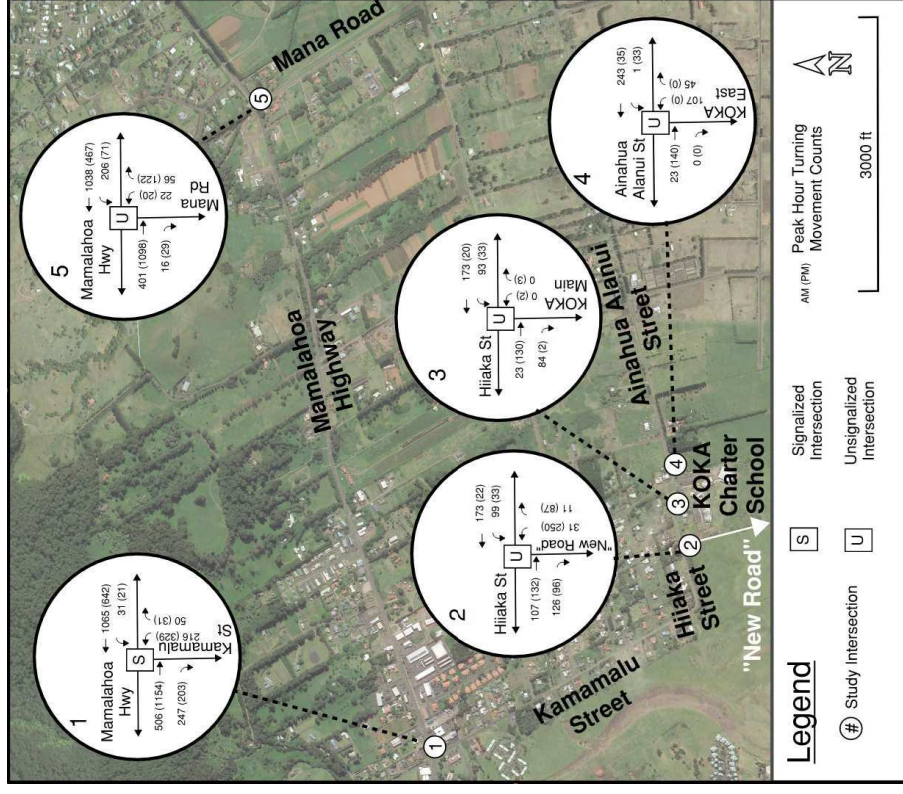 1
Mamalahoa
Hwy
1065 (642)
31 (21)
S
506 (1154)
247 (203)
216 (329)
50 (31)
Kamamalu
St
5
Mamalahoa
Hwy
1038 (467)
206 (71)
U
401 (1098)
16 (29)
22 (20)
56 (122)
Mana
Rd
2
Hiiaka St
173 (22)
99 (33)
U
107 (132)
126 (96)
31 (250)
11 (87)
"New Road"
3
Hiiaka St
173 (20)
93 (33)
U
23 (130)
84 (2)
0 (2)
0 (3)
KOKA
Main
4
Ainahua
Alanui St
243 (35)
1 (33)
U
23 (140)
0 (0)
107 (0)
45 (0)
KOKA
East
Mamalahoa
Highway
Mana Road
5
1
Kamamalu
Street
Hiiaka
Street
2
3
4
Ainahua Alanui
Street
KOKA
Charter
School
"New Road"
Legend
# Study Intersection
S Signalized
Intersection
U Unsignalized
Intersection
AM (PM) Peak Hour Turning
Movement Counts
N
3000 ft